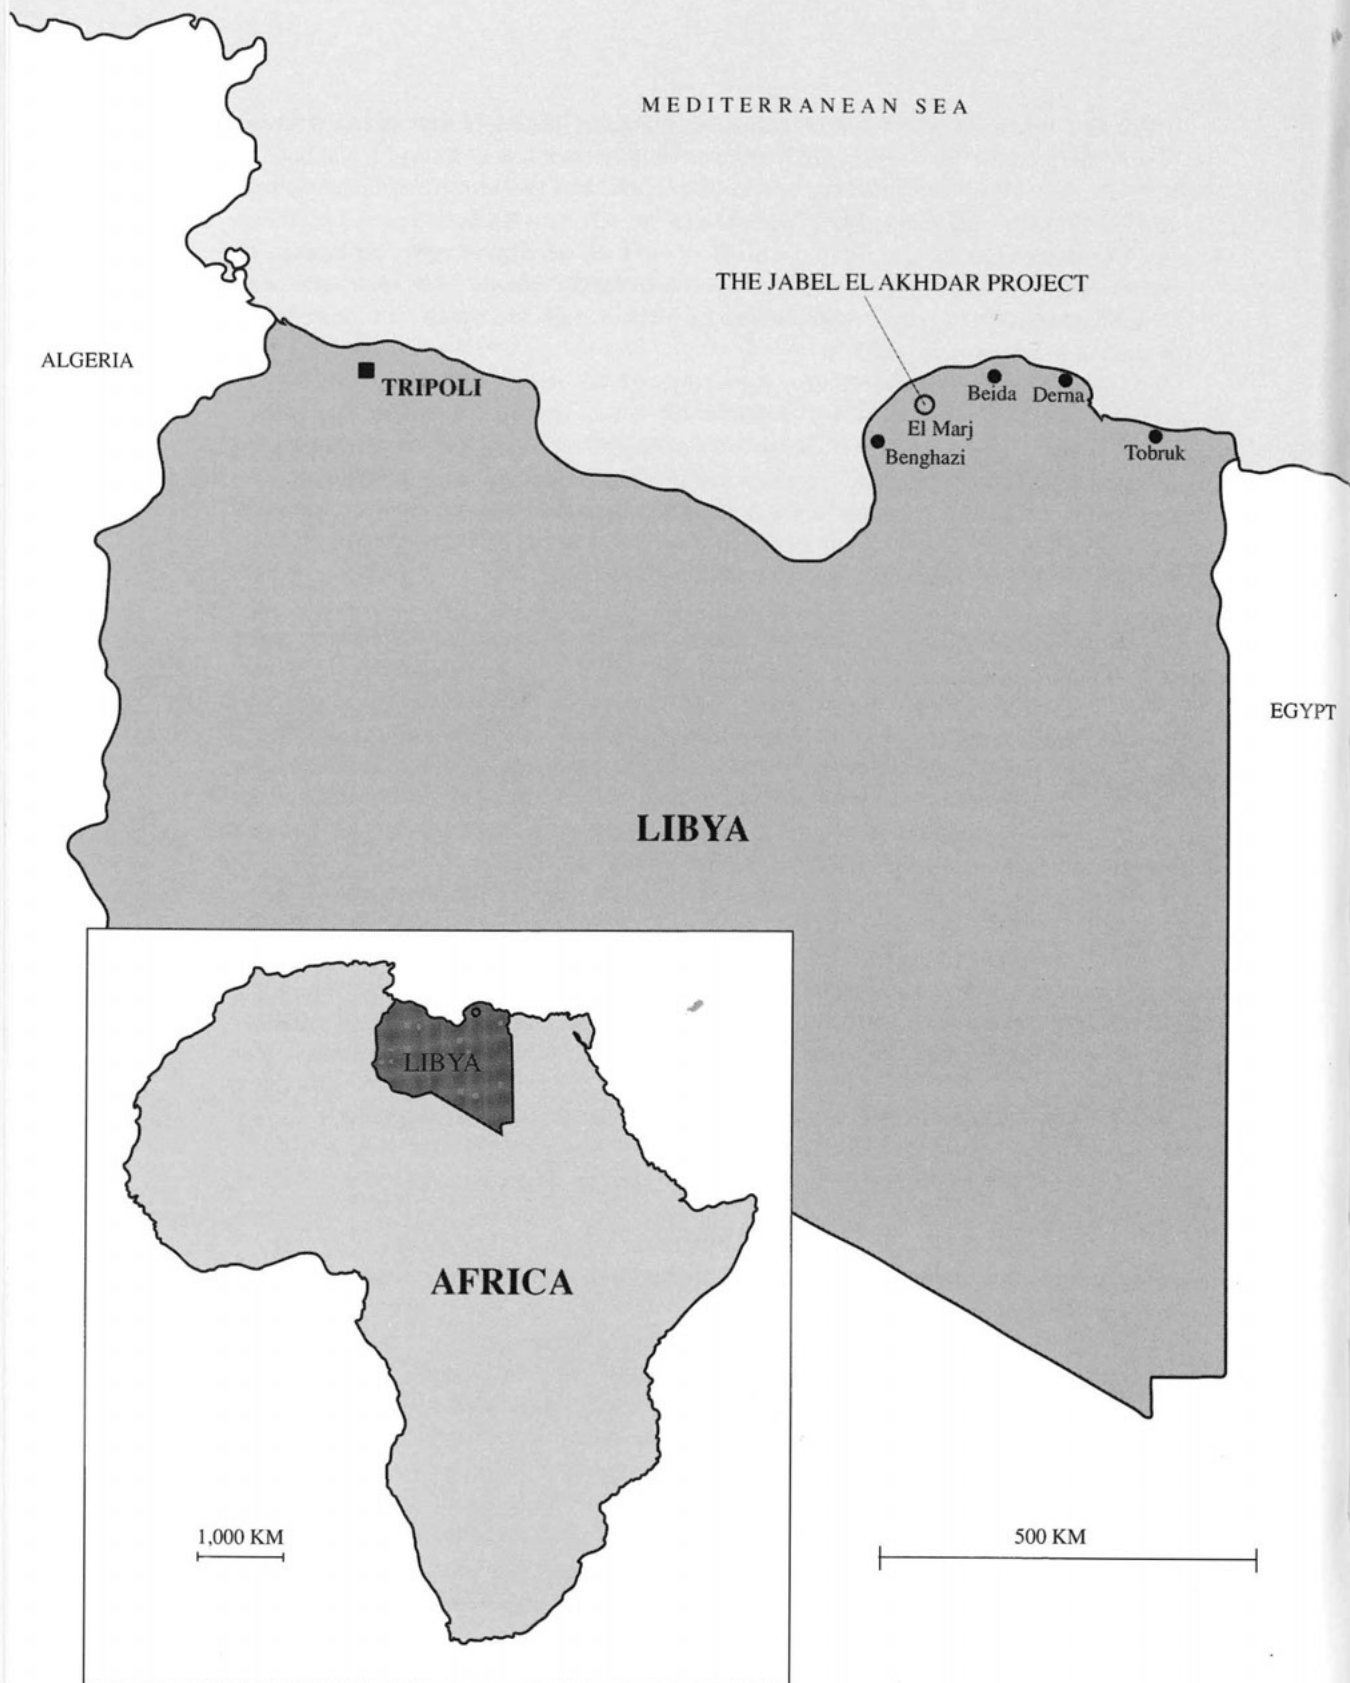 MEDITERRANEAN SEA
THE JABEL EL AKHDAR PROJECT
ALGERIA
TRIPOLI
Beida
Derna
El Marj
Tobruk
Benghazi
EGYPT
LIBYA
LIBYA
AFRICA
1,000 KM
500 KM